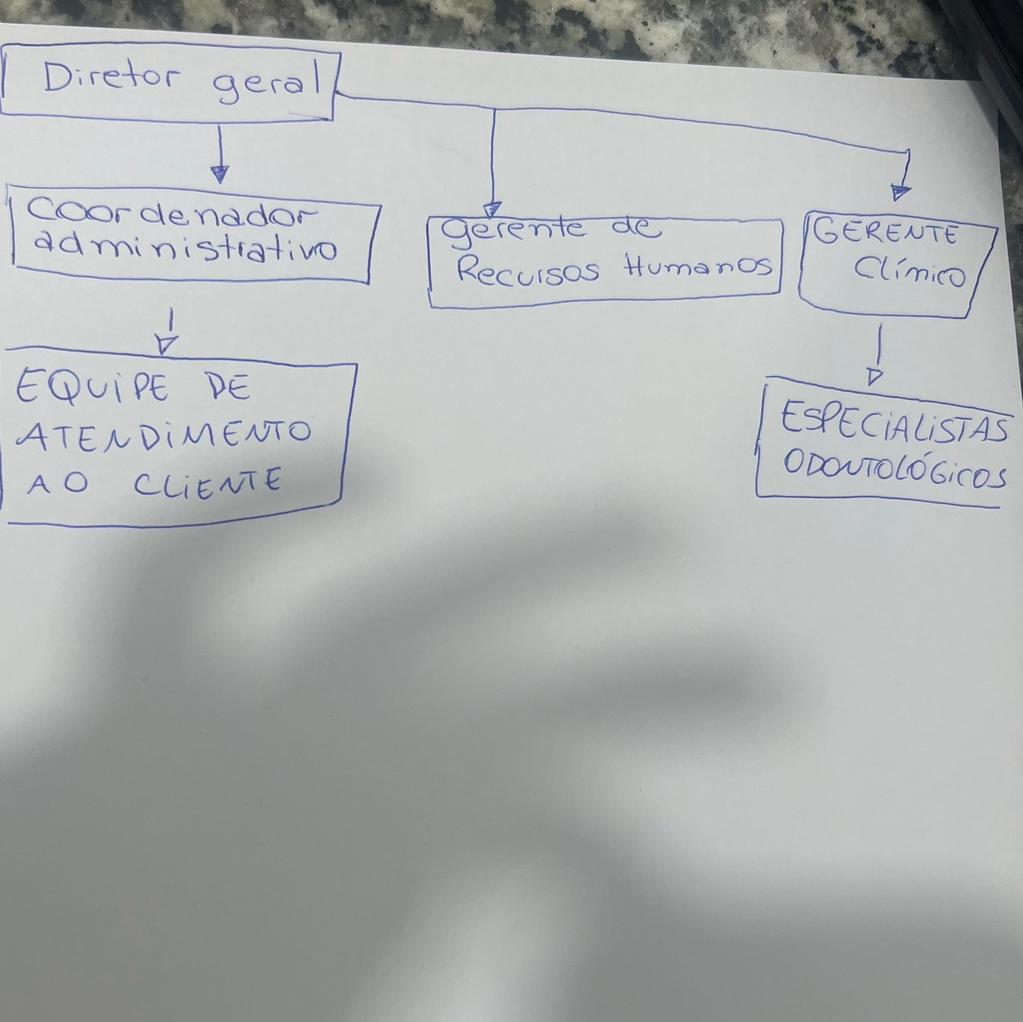 Diretor geral
Coordenador
administrativo
gerente de
Recursos Humanos
GERENTE
Clínico
EQUIPE DE
ATENDIMENTO
AO CLIENTE
ESPECIALISTAS
ODONTOLÓGICOS